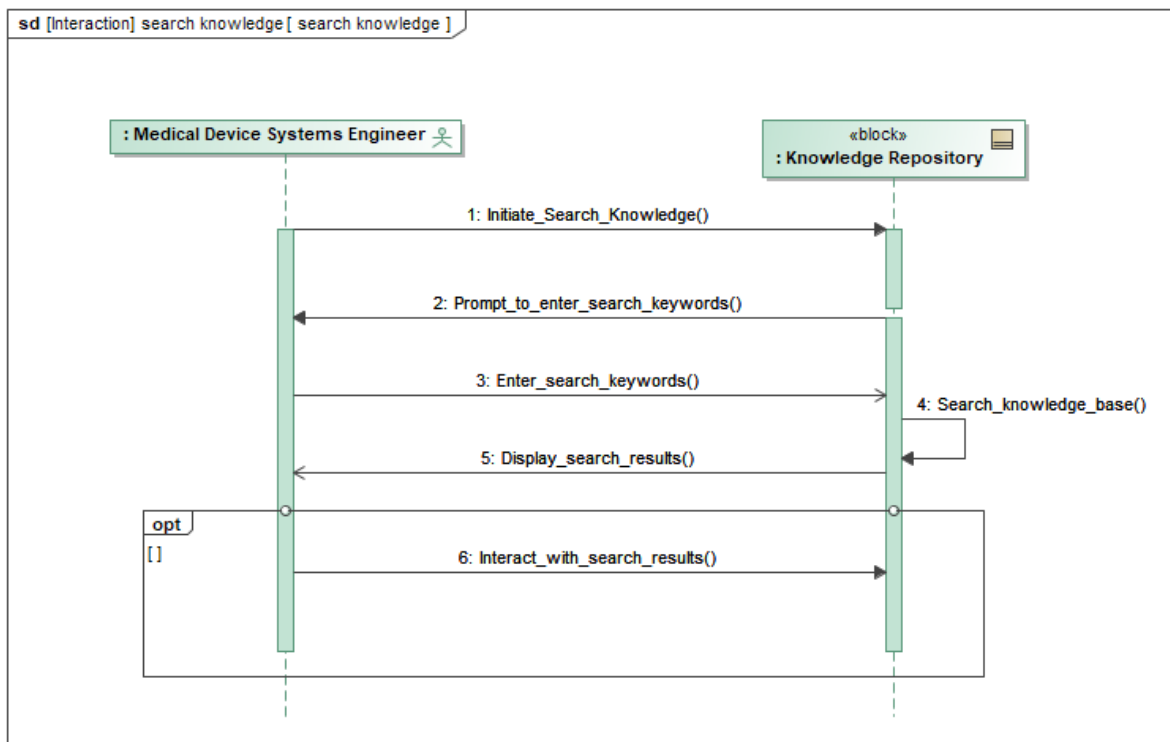 sd [Interaction] search knowledge [ search knowledge ]
: Medical Device Systems Engineer
«block»
: Knowledge Repository
1: Initiate_Search_Knowledge()
2: Prompt_to_enter_search_keywords()
3: Enter_search_keywords()
4: Search_knowledge_base()
5: Display_search_results()
opt
[ ]
6: Interact_with_search_results()